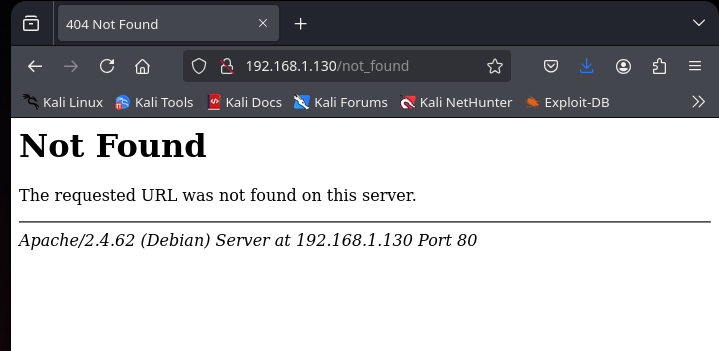 404 Not Found
192.168.1.130/not_found
Kali Linux Kali Tools Kali Docs Kali Forums Kali NetHunter Exploit-DB
Not Found
The requested URL was not found on this server.
Apache/2.4.62 (Debian) Server at 192.168.1.130 Port 80